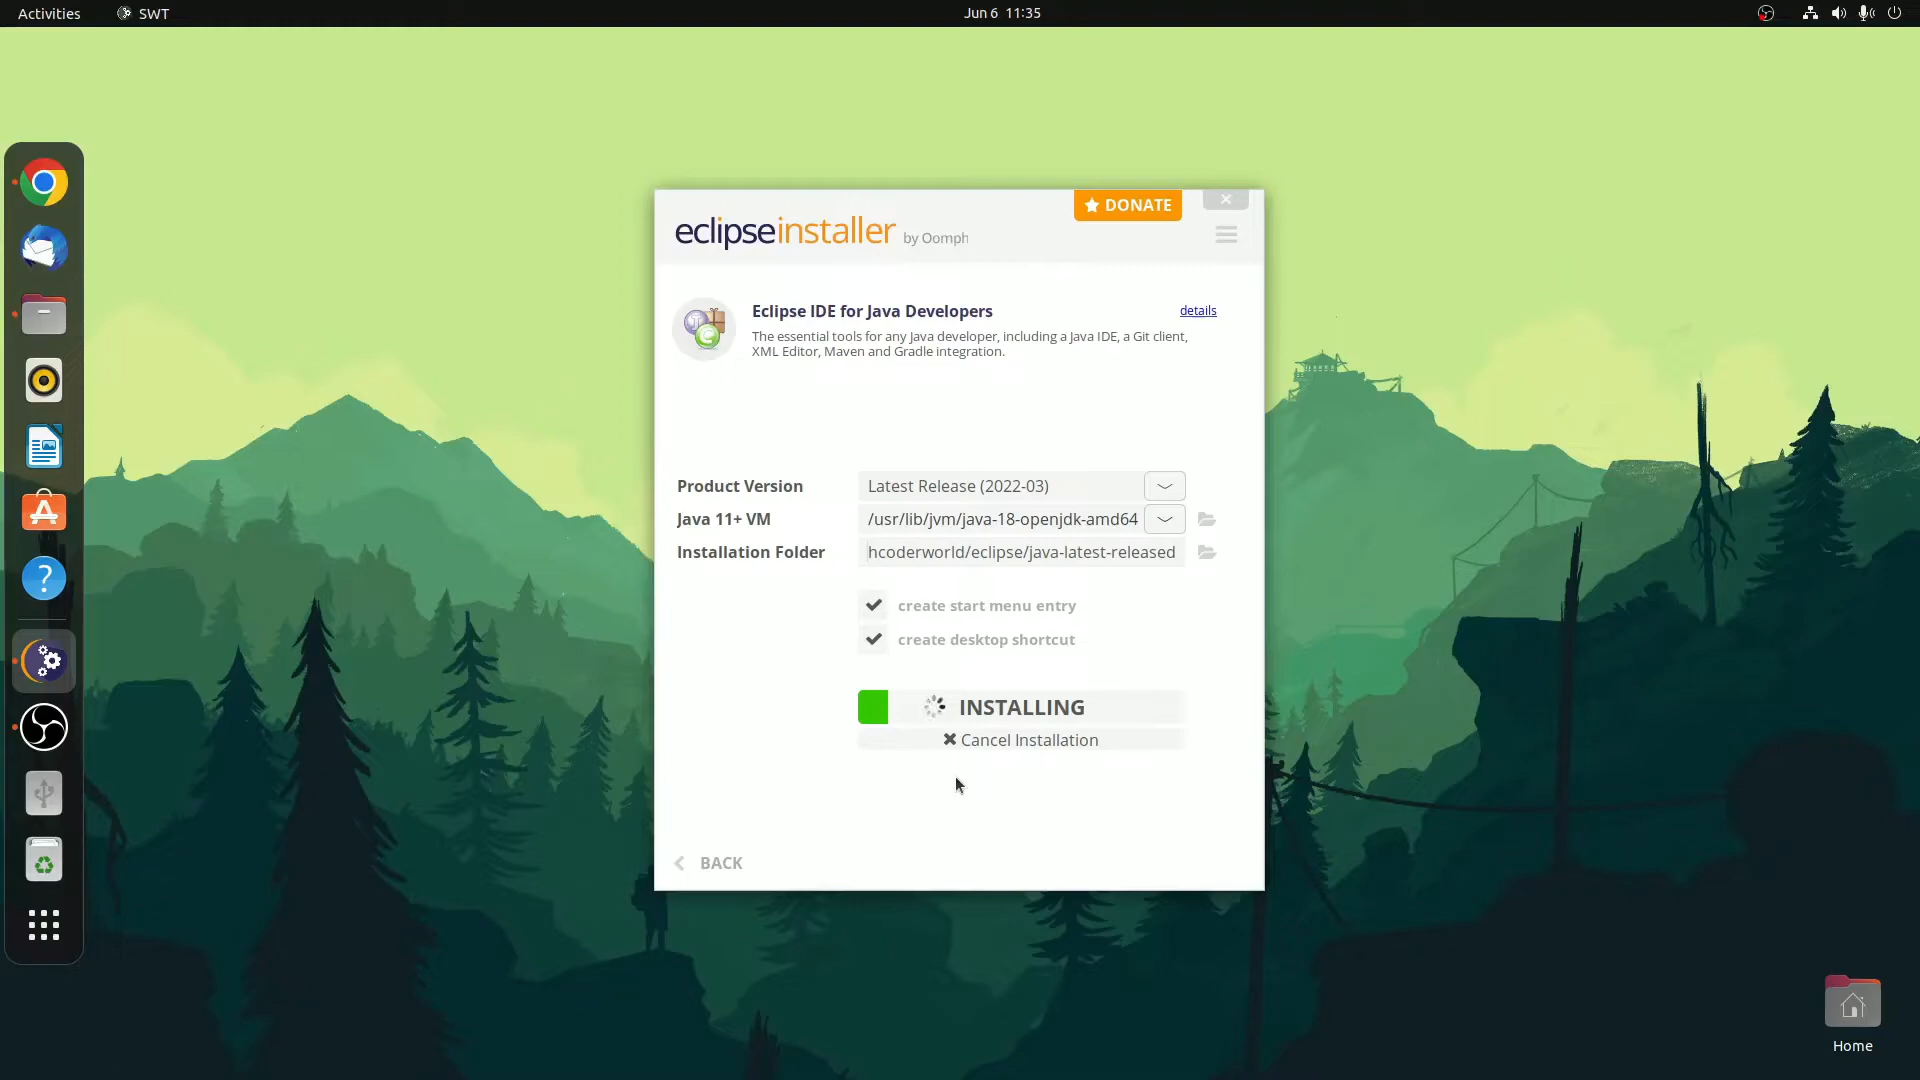 Activities
SWT
Jun 6 11:35
DONATE
eclipseinstaller by Oomph
Eclipse IDE for Java Developers
details
The essential tools for any Java developer, including a Java IDE, a Git client,
XML Editor, Maven and Gradle integration.
Product Version
Latest Release (2022-03)
Java 11+ VM
/usr/lib/jvm/java-18-openjdk-amd64
Installation Folder
hcoderworld/eclipse/java-latest-released
create start menu entry
create desktop shortcut
INSTALLING
Cancel Installation
BACK
Home